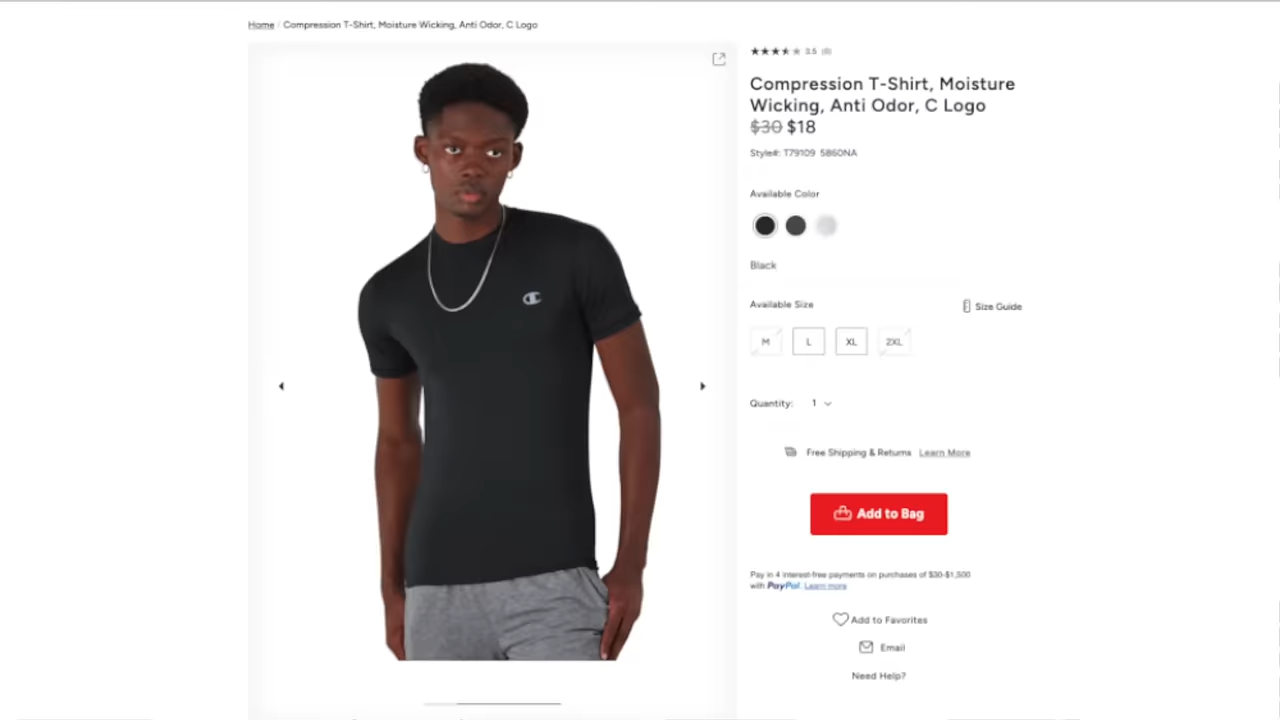 Home / Compression T-Shirt, Moisture Wicking, Anti Odor, C Logo
3.5
Compression T-Shirt, Moisture
Wicking, Anti Odor, C Logo
$30 $18
Style#: T79109 5860NA
Available Color
Black
Available Size
Size Guide
M L XL 2XL
Quantity: 1
Free Shipping & Returns Learn More
Add to Bag
Pay in 4 interest-free payments on purchases of $30-$1,500
with PayPal. Learn more
Add to Favorites
Email
Need Help?